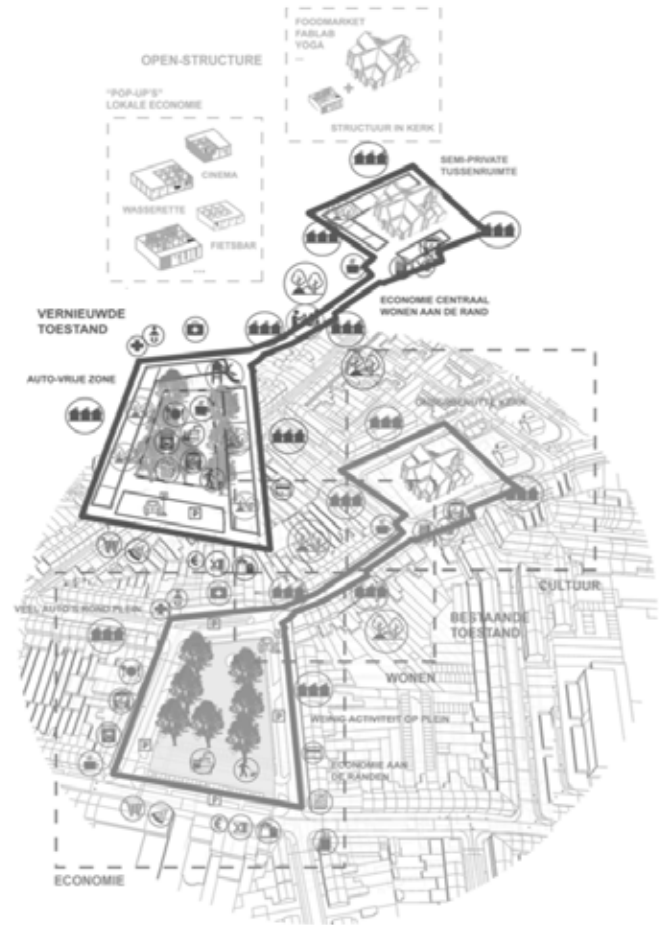 FOODMARKET
FABLAB
YOGA
...
OPEN-STRUCTURE
STRUCTUUR IN KERK
"POP-UP'S"
LOKALE ECONOMIE
CINEMA
WASSERETTE
FIETSBAR
....
SEMI-PRIVATE
TUSSENRUIMTE
ECONOMIE CENTRAAL
WONEN AAN DE RAND
VERNIEUWDE
TOESTAND
AUTO-VRIJE ZONE
P
P
KERK
CULTUUR
VEEL AUTO'S ROND PLEIN
BESTAANDE
TOESTAND
WONEN
WEINIG ACTIVITEIT OP PLEIN
ECONOMIE AAN
DE RANDEN
P
P
P
P
ECONOMIE